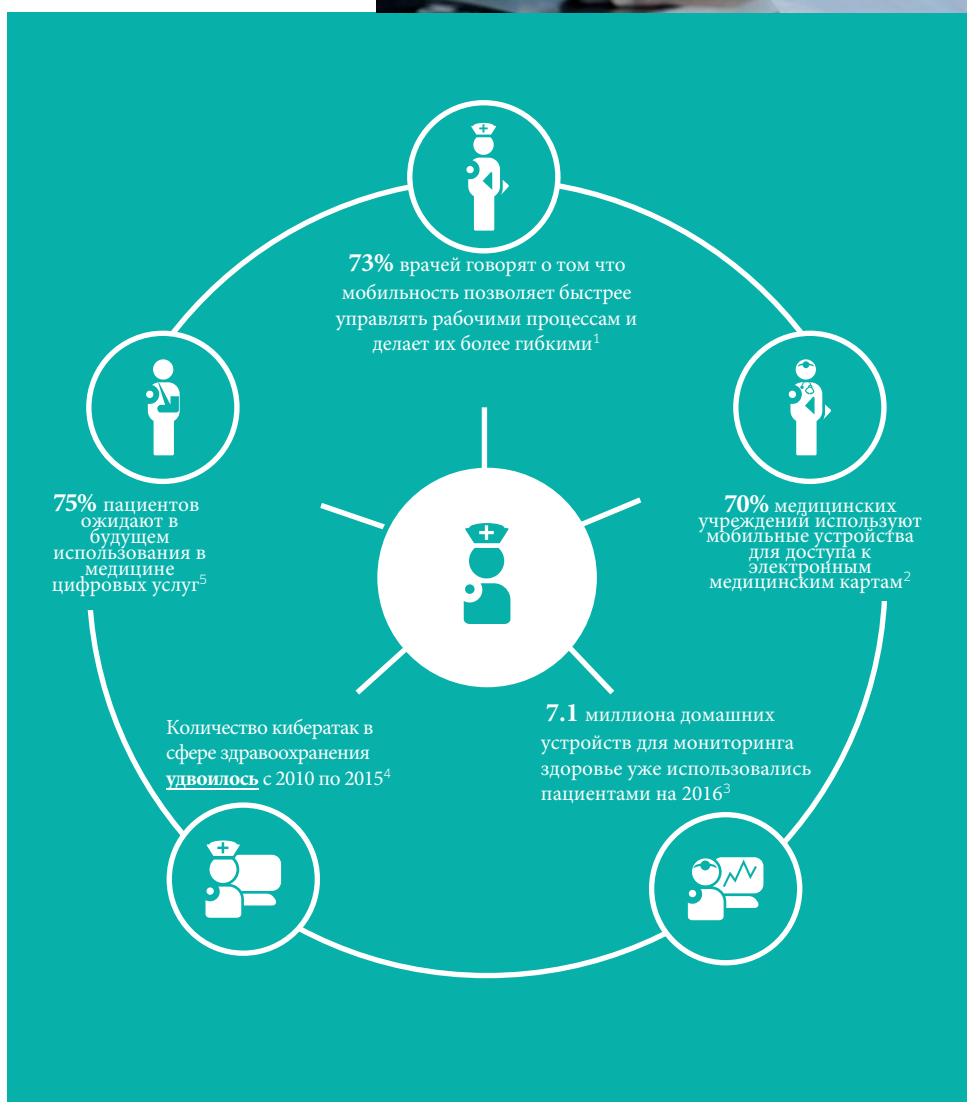 73% врачей говорят о том что
мобильность позволяет быстрее
управлять рабочими процессам и
делает их более гибкими1
75% пациентов
ожидают в
будущем
использования в
медицине
цифровых услуг5
70% медицинских
учреждений используют
мобильные устройства
для доступа к
электронным
медицинским картам2
Количество кибератак в
сфере здравоохранения
удвоилось с 2010 по 20154
7.1 миллиона домашних
устройств для мониторинга
здоровье уже использовались
пациентами на 20163